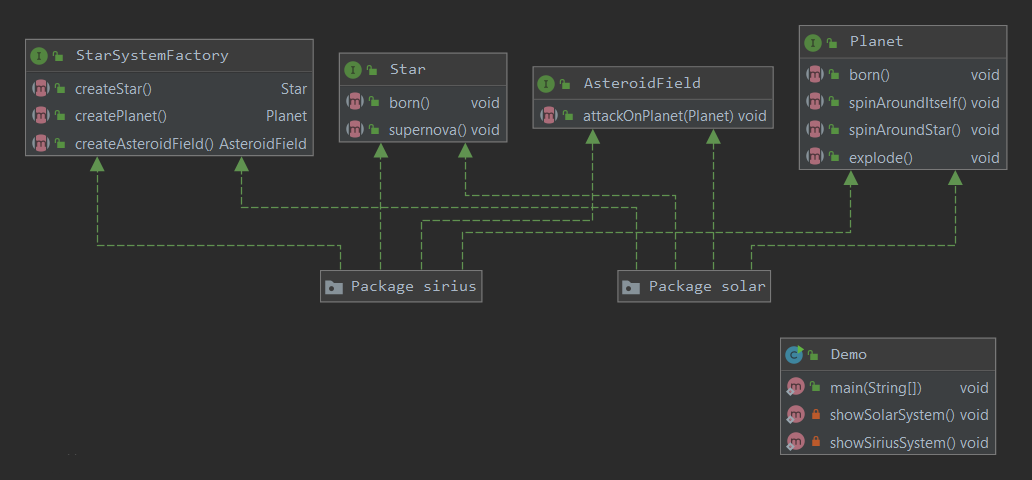 StarSystemFactory
createStar() Star
createPlanet() Planet
createAsteroidField() AsteroidField
Star
born() void
supernova() void
AsteroidField
attackOnPlanet(Planet) void
Planet
born() void
spinAroundItself() void
spinAroundStar() void
explode() void
Package sirius
Package solar
Demo
main(String[]) void
showSolarSystem() void
showSiriusSystem() void